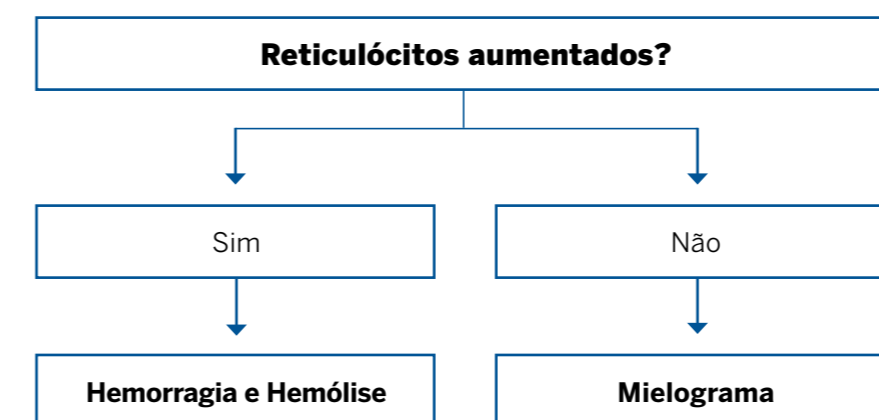 Reticulócitos aumentados?
Sim
Não
Hemorragia e Hemólise
Mielograma